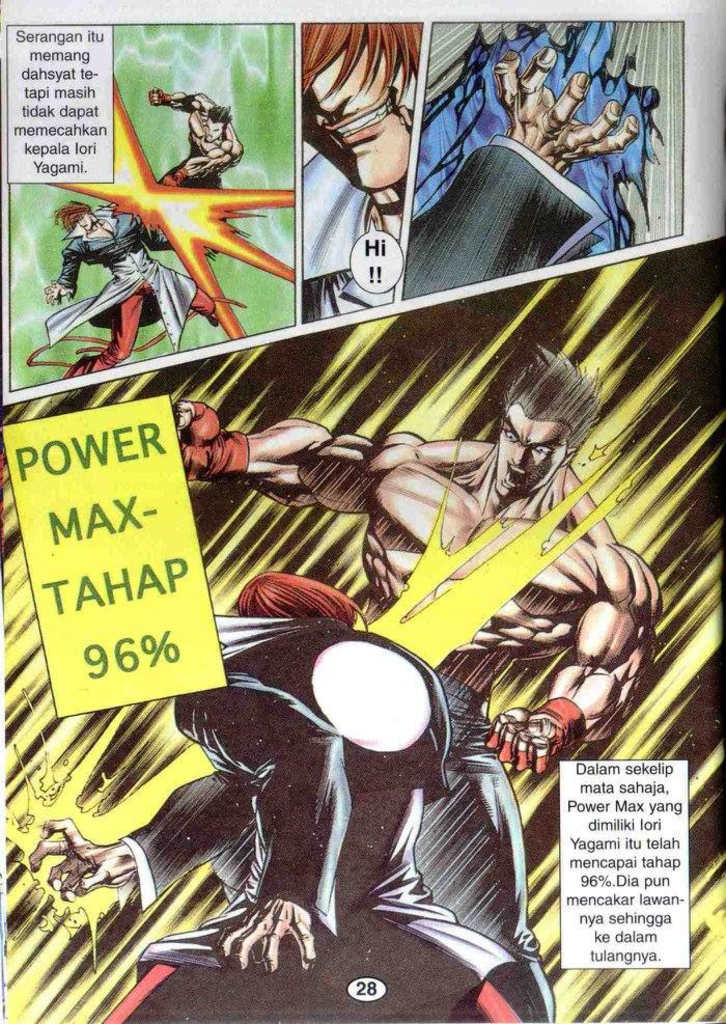 Serangan itu
memang
dahsyat te-
tapi masih
tidak dapat
memecahkan
kepala Iori
Yagami.
Hi
!!
POWER
MAX-
TAHAP
96%
Dalam sekelip
mata sahaja,
Power Max yang
dimiliki Iori
Yagami itu telah
mencapai tahap
96%.Dia pun
mencakar lawan-
nya sehingga
ke dalam
tulangnya.
28